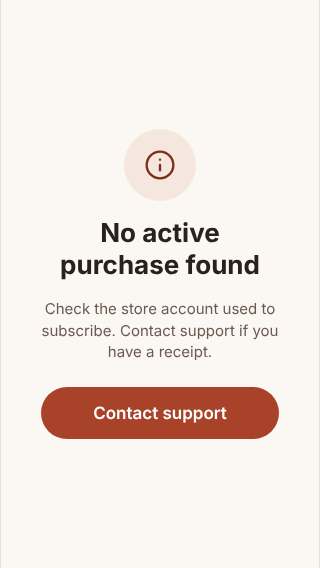 No active
purchase found
Check the store account used to
subscribe. Contact support if you
have a receipt.
Contact support